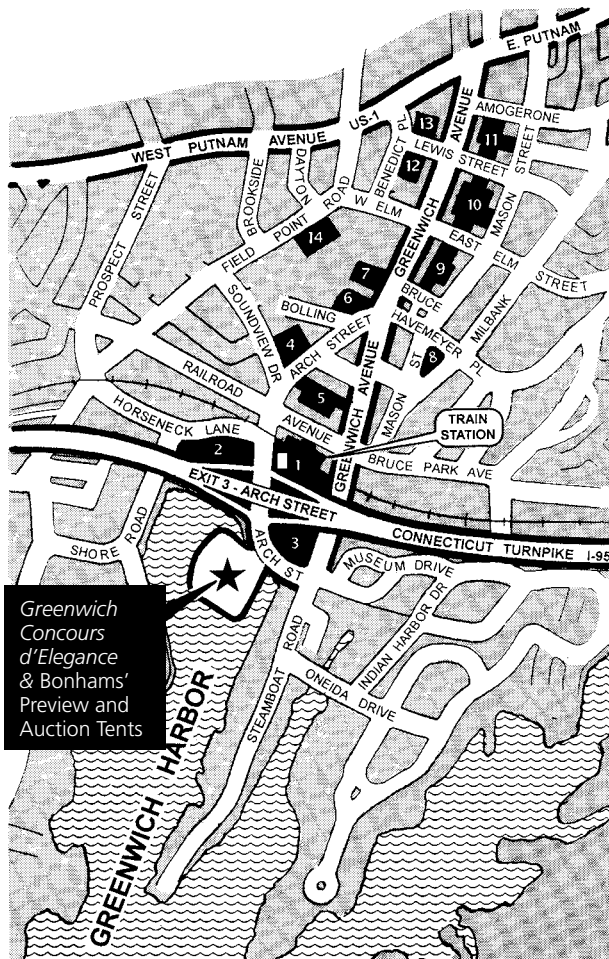 E. PUTNAM
AMOGERONE
US-1
WEST PUTNAM AVENUE
BENEDICT PL
13
GREENWICH AVENUE
11
LEWIS STREET
STREET
12
10
MASON
PROSPECT STREET
BROOKSIDE
DAYTON
FIELD POINT ROAD
W ELM
EAST ELM STREET
14
9
7
BRUCE
6
BOLLING
SOUNDVIEW DR
HAVEMEYER PL
MILBANK
4
ARCH STREET
8
MASON ST
RAILROAD AVENUE
5
GREENWICH AVENUE
TRAIN
STATION
HORSENECK LANE
2
1
BRUCE PARK AVE
EXIT 3 - ARCH STREET
CONNECTICUT TURNPIKE I-95
3
SHORE ROAD
ARCH ST
MUSEUM DRIVE
INDIAN HARBOR DR
Greenwich
Concours
d'Elegance
& Bonhams'
Preview and
Auction Tents
STEAMBOAT ROAD
ONEIDA DRIVE
GREENWICH HARBOR